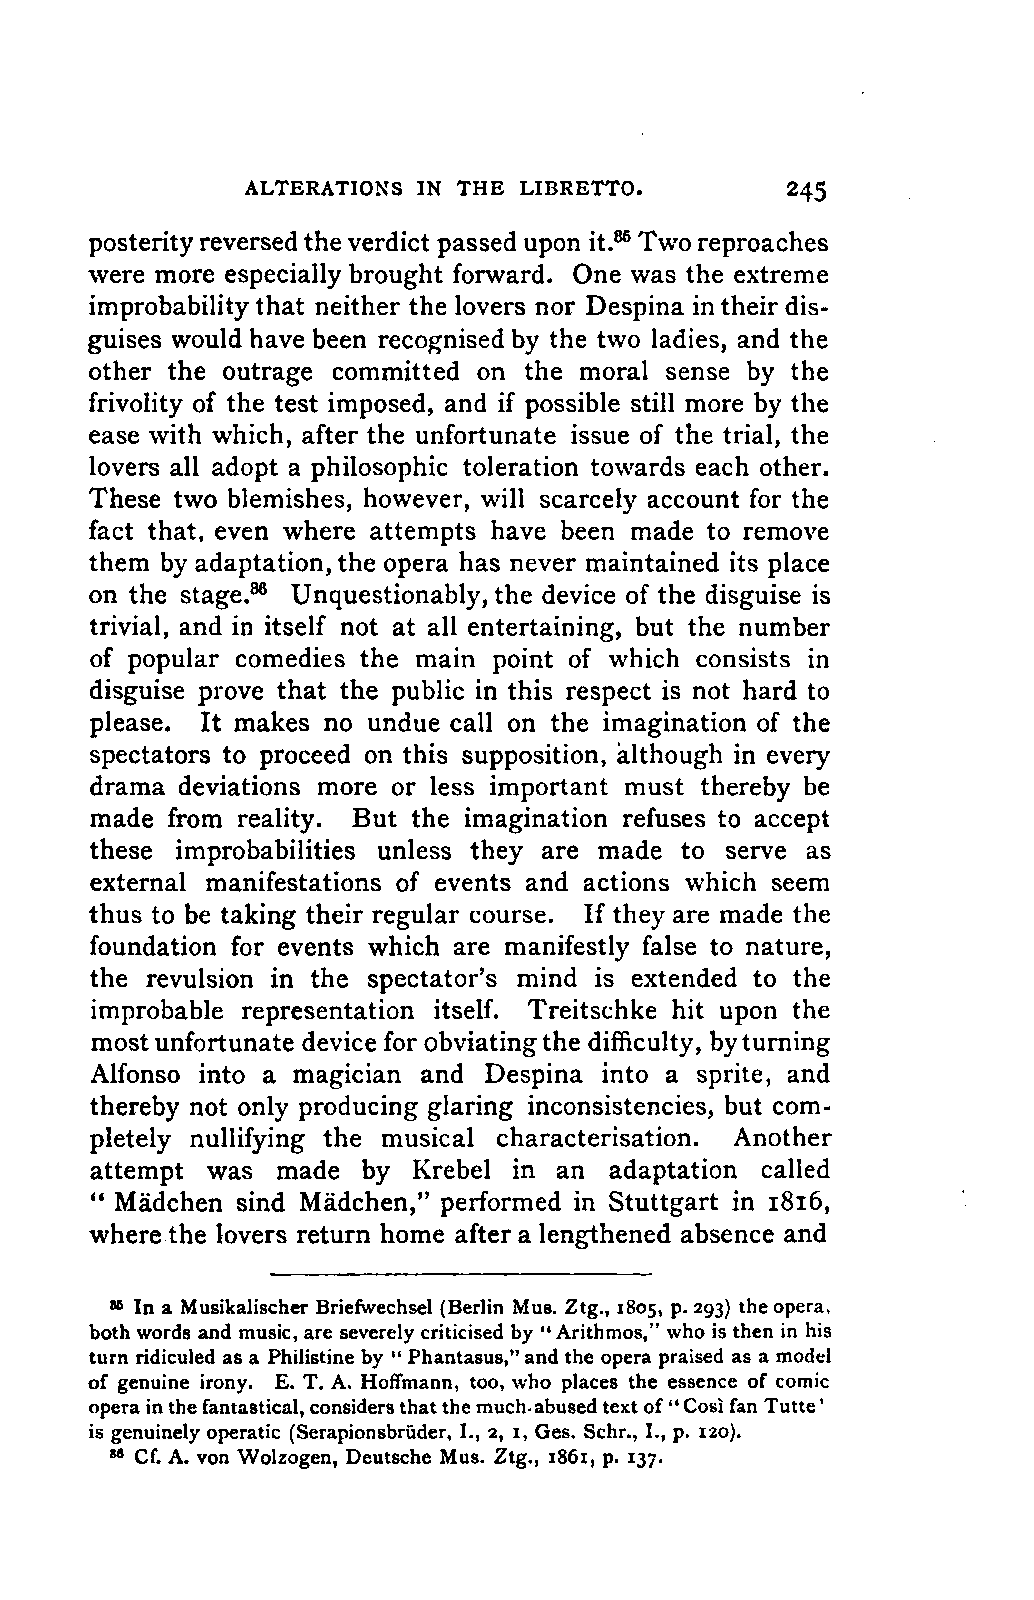 ALTERATIONS IN THE LIBRETTO. 245
posterity reversed the verdict passed upon it.⁸⁵ Two reproaches
were more especially brought forward. One was the extreme
improbability that neither the lovers nor Despina in their dis-
guises would have been recognised by the two ladies, and the
other the outrage committed on the moral sense by the
frivolity of the test imposed, and if possible still more by the
ease with which, after the unfortunate issue of the trial, the
lovers all adopt a philosophic toleration towards each other.
These two blemishes, however, will scarcely account for the
fact that, even where attempts have been made to remove
them by adaptation, the opera has never maintained its place
on the stage.⁸⁶ Unquestionably, the device of the disguise is
trivial, and in itself not at all entertaining, but the number
of popular comedies the main point of which consists in
disguise prove that the public in this respect is not hard to
please. It makes no undue call on the imagination of the
spectators to proceed on this supposition, although in every
drama deviations more or less important must thereby be
made from reality. But the imagination refuses to accept
these improbabilities unless they are made to serve as
external manifestations of events and actions which seem
thus to be taking their regular course. If they are made the
foundation for events which are manifestly false to nature,
the revulsion in the spectator's mind is extended to the
improbable representation itself. Treitschke hit upon the
most unfortunate device for obviating the difficulty, by turning
Alfonso into a magician and Despina into a sprite, and
thereby not only producing glaring inconsistencies, but com-
pletely nullifying the musical characterisation. Another
attempt was made by Krebel in an adaptation called
" Mädchen sind Mädchen," performed in Stuttgart in 1816,
where the lovers return home after a lengthened absence and
⁸⁵ In a Musikalischer Briefwechsel (Berlin Mus. Ztg., 1805, p. 293) the opera,
both words and music, are severely criticised by " Arithmos," who is then in his
turn ridiculed as a Philistine by " Phantasus," and the opera praised as a model
of genuine irony. E. T. A. Hoffmann, too, who places the essence of comic
opera in the fantastical, considers that the much-abused text of "Così fan Tutte'
is genuinely operatic (Serapionsbrüder, I., 2, 1, Ges. Schr., I., p. 120).
⁸⁶ Cf. A. von Wolzogen, Deutsche Mus. Ztg., 1861, p. 137.